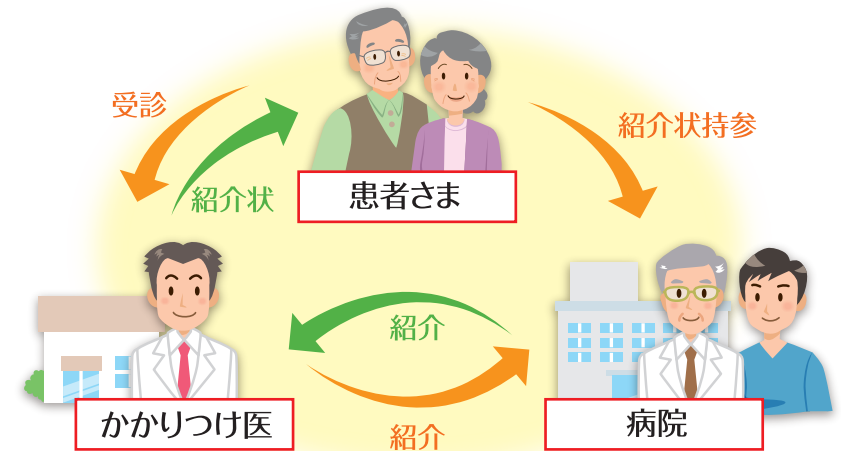 受診
紹介状持参
紹介状
患者さま
紹介
かかりつけ医
病院
紹介